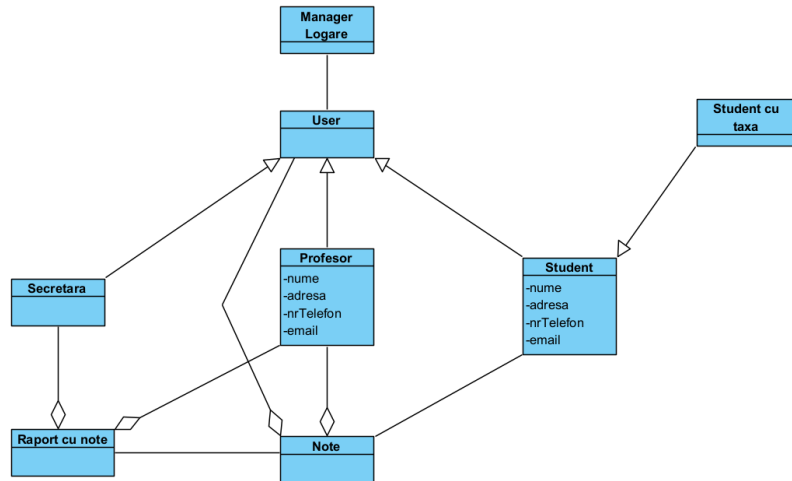 Manager
Logare
User
Student cu
taxa
Profesor
-nume
-adresa
-nrTelefon
-email
Student
-nume
-adresa
-nrTelefon
-email
Secretara
Raport cu note
Note